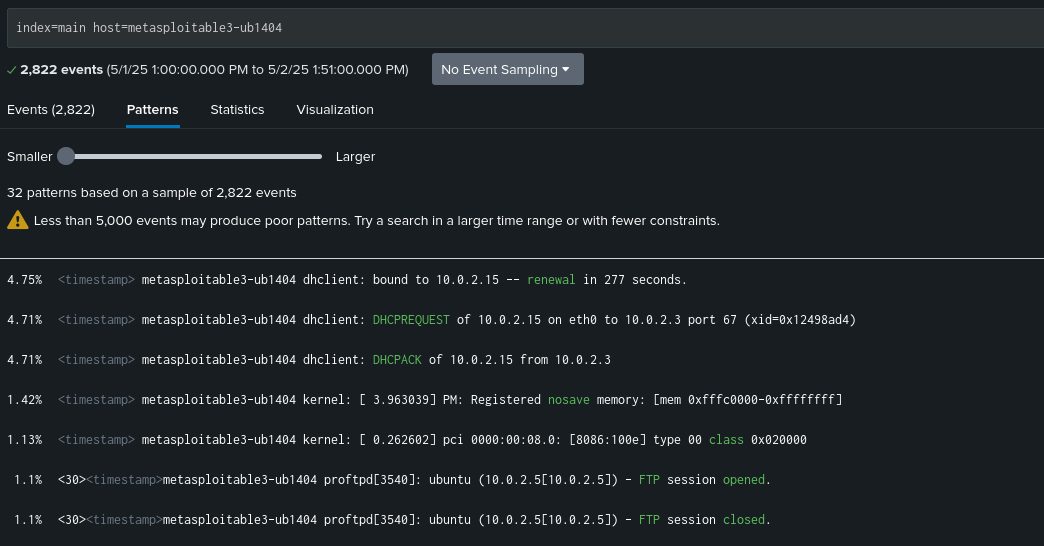 index=main host=metasploitable3-ub1404
2,822 events (5/1/25 1:00:00.000 PM to 5/2/25 1:51:00.000 PM) No Event Sampling
Events (2,822) Patterns Statistics Visualization
Smaller Larger
32 patterns based on a sample of 2,822 events
Less than 5,000 events may produce poor patterns. Try a search in a larger time range or with fewer constraints.
4.75% <timestamp> metasploitable3-ub1404 dhclient: bound to 10.0.2.15 -- renewal in 277 seconds.
4.71% <timestamp> metasploitable3-ub1404 dhclient: DHCPREQUEST of 10.0.2.15 on eth0 to 10.0.2.3 port 67 (xid=0x12498ad4)
4.71% <timestamp> metasploitable3-ub1404 dhclient: DHCPACK of 10.0.2.15 from 10.0.2.3
1.42% <timestamp> metasploitable3-ub1404 kernel: [ 3.963039] PM: Registered nosave memory: [mem 0xfffc0000-0xffffffff]
1.13% <timestamp> metasploitable3-ub1404 kernel: [ 0.262602] pci 0000:00:08.0: [8086:100e] type 00 class 0x020000
1.1% <30><timestamp>metasploitable3-ub1404 proftpd[3540]: ubuntu (10.0.2.5[10.0.2.5]) - FTP session opened.
1.1% <30><timestamp>metasploitable3-ub1404 proftpd[3540]: ubuntu (10.0.2.5[10.0.2.5]) - FTP session closed.